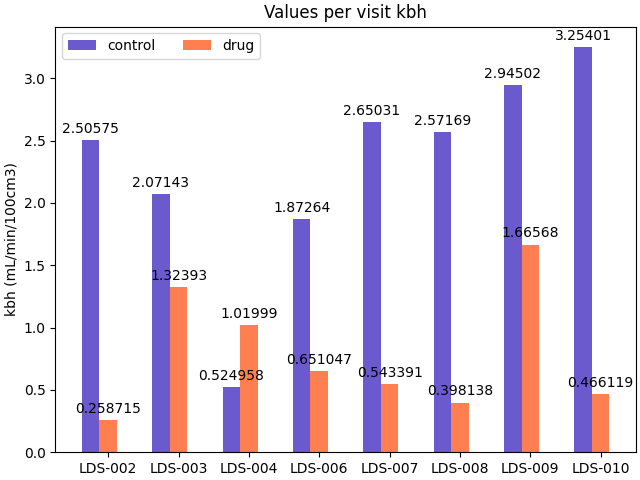 Values per visit kbh
control
drug
kbh (mL/min/100cm3)
3.0
2.5
2.0
1.5
1.0
0.5
0.0
2.50575
2.07143
0.524958
1.87264
2.65031
2.57169
2.94502
3.25401
0.258715
1.32393
1.01999
0.651047
0.543391
0.398138
1.66568
0.466119
LDS-002
LDS-003
LDS-004
LDS-006
LDS-007
LDS-008
LDS-009
LDS-010